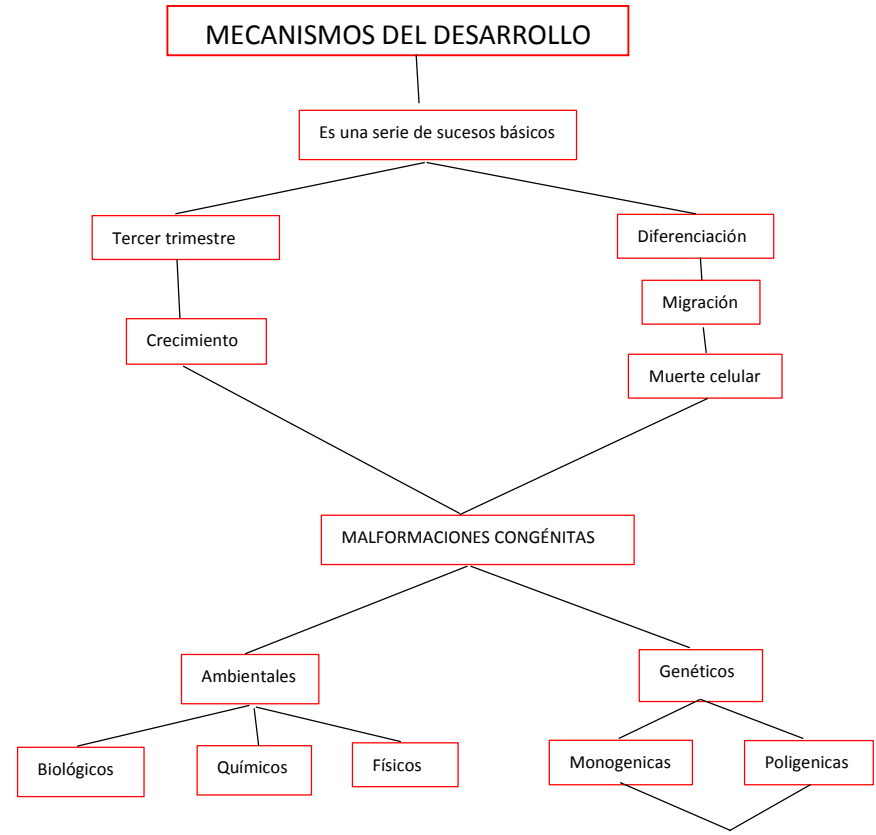 MECANISMOS DEL DESARROLLO
Es una serie de sucesos básicos
Tercer trimestre
Diferenciación
Migración
Crecimiento
Muerte celular
MALFORMACIONES CONGÉNITAS
Ambientales
Genéticos
Biológicos
Químicos
Físicos
Monogenicas
Poligenicas